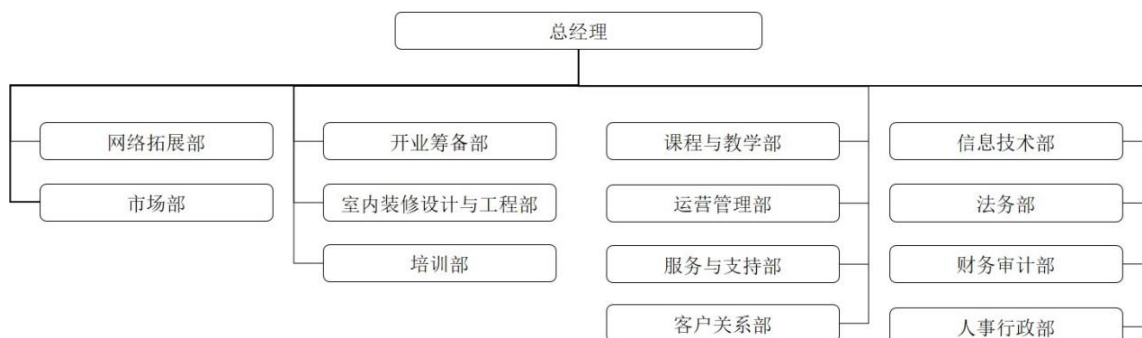 总经理
网络拓展部
市场部
开业筹备部
室内装修设计与工程部
培训部
课程与教学部
运营管理部
服务与支持部
客户关系部
信息技术部
法务部
财务审计部
人事行政部